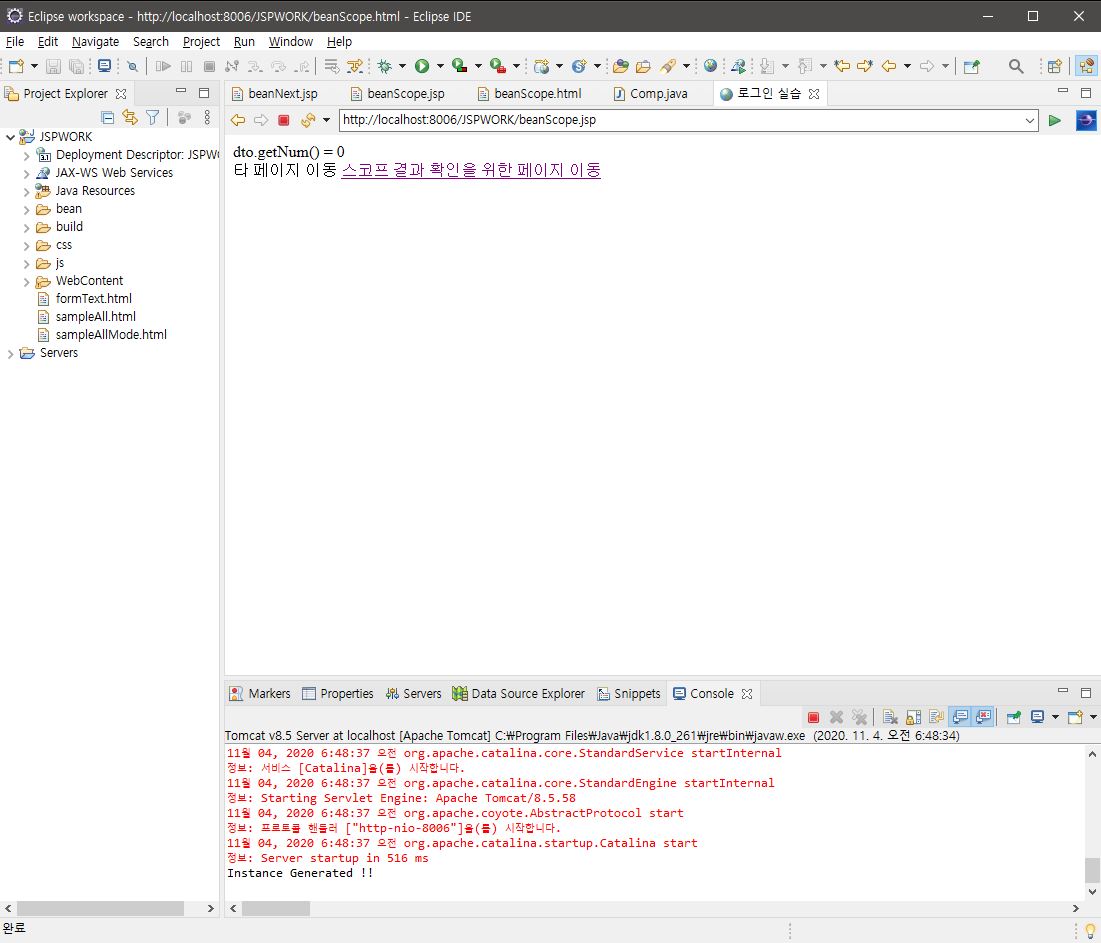 Eclipse workspace - http://localhost:8006/JSPWORK/beanScope.html - Eclipse IDE
File Edit Navigate Search Project Run Window Help
Project Explorer
beanNext.jsp beanScope.jsp beanScope.html Comp.java 로그인 실습
http://localhost:8006/JSPWORK/beanScope.jsp
JSPWORK
Deployment Descriptor: JSPW
JAX-WS Web Services
Java Resources
bean
build
css
js
WebContent
formText.html
sampleAll.html
sampleAllMode.html
Servers
dto.getNum() = 0
타 페이지 이동 스코프 결과 확인을 위한 페이지 이동
Markers Properties Servers Data Source Explorer Snippets Console
Tomcat v8.5 Server at localhost [Apache Tomcat] C:₩Program Files₩Java₩jdk1.8.0_261₩jre₩bin₩javaw.exe (2020. 11. 4. 오전 6:48:34)
11월 04, 2020 6:48:37 오전 org.apache.catalina.core.StandardService startInternal
정보: 서비스 [Catalina]을(를) 시작합니다.
11월 04, 2020 6:48:37 오전 org.apache.catalina.core.StandardEngine startInternal
정보: Starting Servlet Engine: Apache Tomcat/8.5.58
11월 04, 2020 6:48:37 오전 org.apache.coyote.AbstractProtocol start
정보: 프로토콜 핸들러 ["http-nio-8006"]을(를) 시작합니다.
11월 04, 2020 6:48:37 오전 org.apache.catalina.startup.Catalina start
정보: Server startup in 516 ms
Instance Generated !!
완료